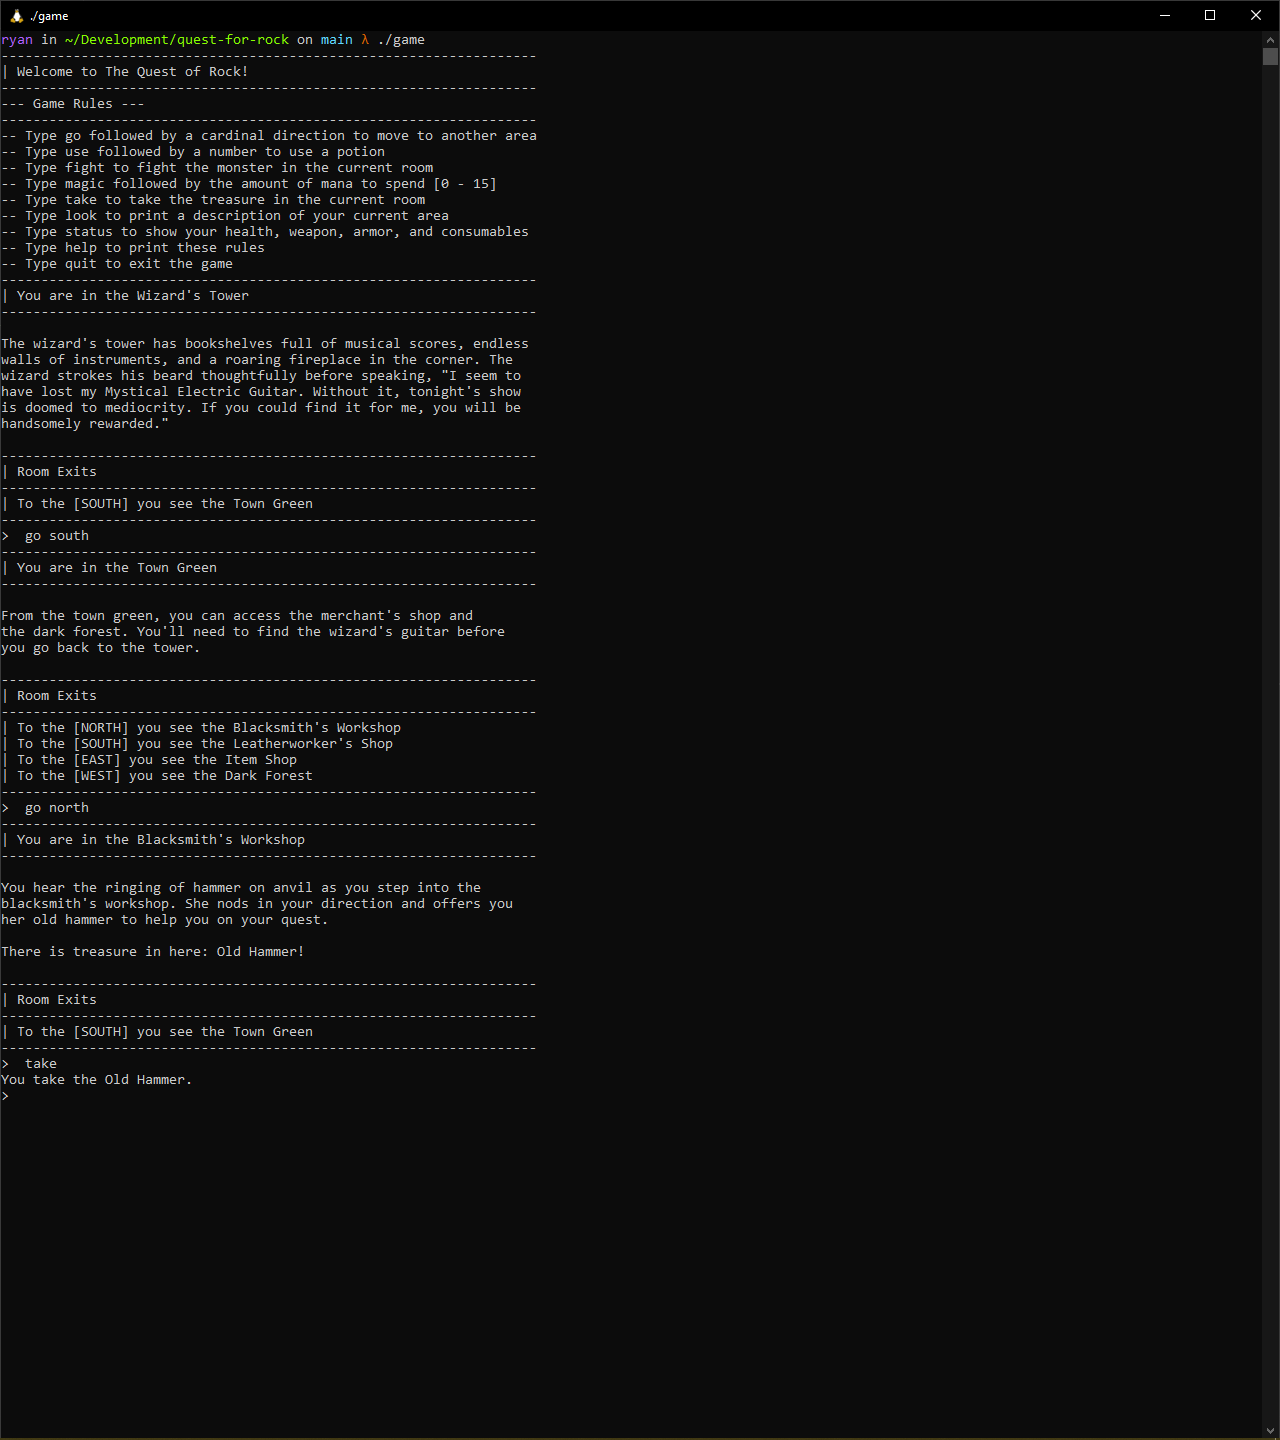 ./game
ryan in ~/Development/quest-for-rock on main λ ./game
-------------------------------------------------------------------
| Welcome to The Quest of Rock!
-------------------------------------------------------------------
--- Game Rules ---
-------------------------------------------------------------------
-- Type go followed by a cardinal direction to move to another area
-- Type use followed by a number to use a potion
-- Type fight to fight the monster in the current room
-- Type magic followed by the amount of mana to spend [0 - 15]
-- Type take to take the treasure in the current room
-- Type look to print a description of your current area
-- Type status to show your health, weapon, armor, and consumables
-- Type help to print these rules
-- Type quit to exit the game
-------------------------------------------------------------------
| You are in the Wizard's Tower
-------------------------------------------------------------------

The wizard's tower has bookshelves full of musical scores, endless
walls of instruments, and a roaring fireplace in the corner. The
wizard strokes his beard thoughtfully before speaking, "I seem to
have lost my Mystical Electric Guitar. Without it, tonight's show
is doomed to mediocrity. If you could find it for me, you will be
handsomely rewarded."

-------------------------------------------------------------------
| Room Exits
-------------------------------------------------------------------
| To the [SOUTH] you see the Town Green
-------------------------------------------------------------------
>  go south
-------------------------------------------------------------------
| You are in the Town Green
-------------------------------------------------------------------

From the town green, you can access the merchant's shop and
the dark forest. You'll need to find the wizard's guitar before
you go back to the tower.

-------------------------------------------------------------------
| Room Exits
-------------------------------------------------------------------
| To the [NORTH] you see the Blacksmith's Workshop
| To the [SOUTH] you see the Leatherworker's Shop
| To the [EAST] you see the Item Shop
| To the [WEST] you see the Dark Forest
-------------------------------------------------------------------
>  go north
-------------------------------------------------------------------
| You are in the Blacksmith's Workshop
-------------------------------------------------------------------

You hear the ringing of hammer on anvil as you step into the
blacksmith's workshop. She nods in your direction and offers you
her old hammer to help you on your quest.

There is treasure in here: Old Hammer!

-------------------------------------------------------------------
| Room Exits
-------------------------------------------------------------------
| To the [SOUTH] you see the Town Green
-------------------------------------------------------------------
>  take
You take the Old Hammer.
>